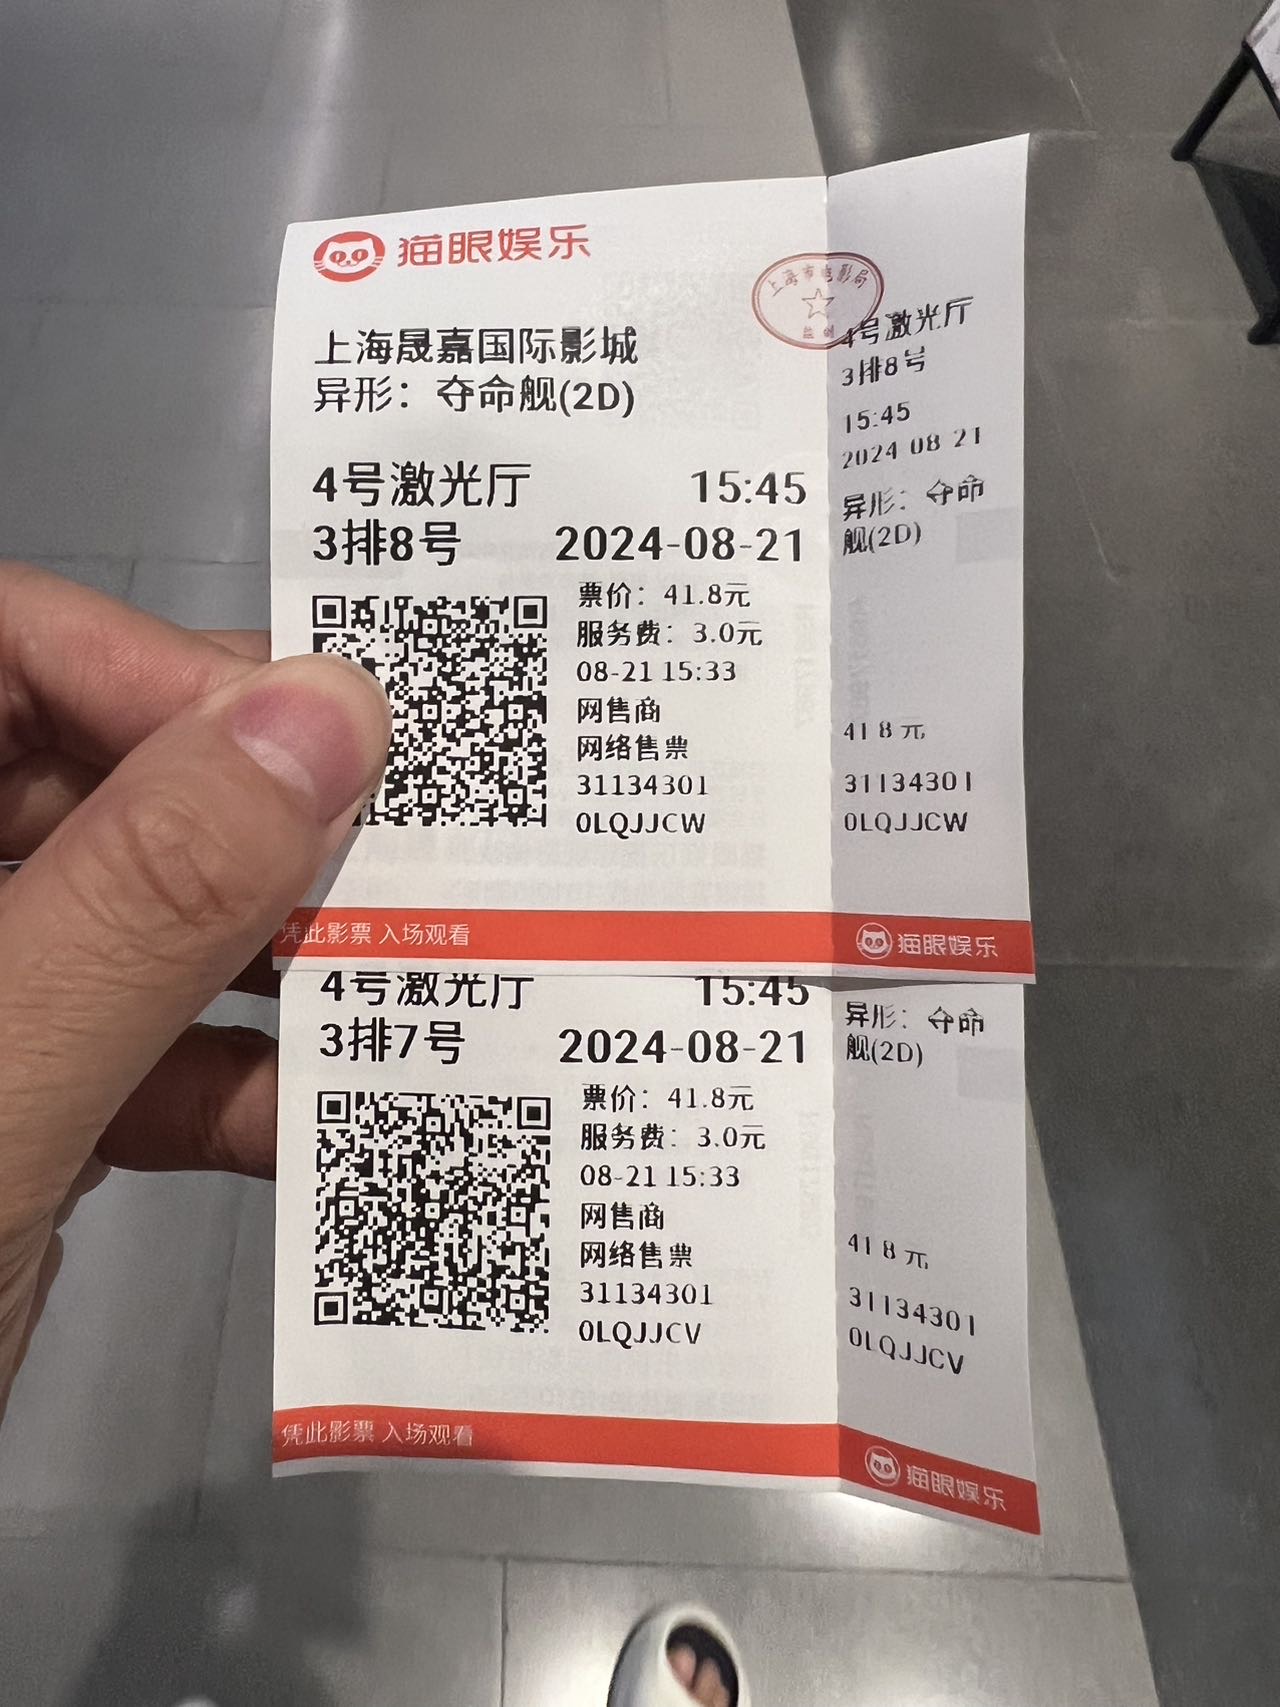 猫眼娱乐
上海市电影局
监制
上海晟嘉国际影城
异形：夺命舰(2D)
4号激光厅 15:45
3排8号 2024-08-21
票价：41.8元
服务费：3.0元
08-21 15:33
网售商
网络售票
31134301
0LQJJCW
凭此影票 入场观看
4号激光厅
3排8号
15:45
2024 08 21
异形：夺命
舰(2D)
41 8 元
31134301
0LQJJCW
猫眼娱乐
4号激光厅 15:45
3排7号 2024-08-21
票价：41.8元
服务费：3.0元
08-21 15:33
网售商
网络售票
31134301
0LQJJCV
凭此影票 入场观看
异形：夺命
舰(2D)
41 8 元
31134301
0LQJJCV
猫眼娱乐